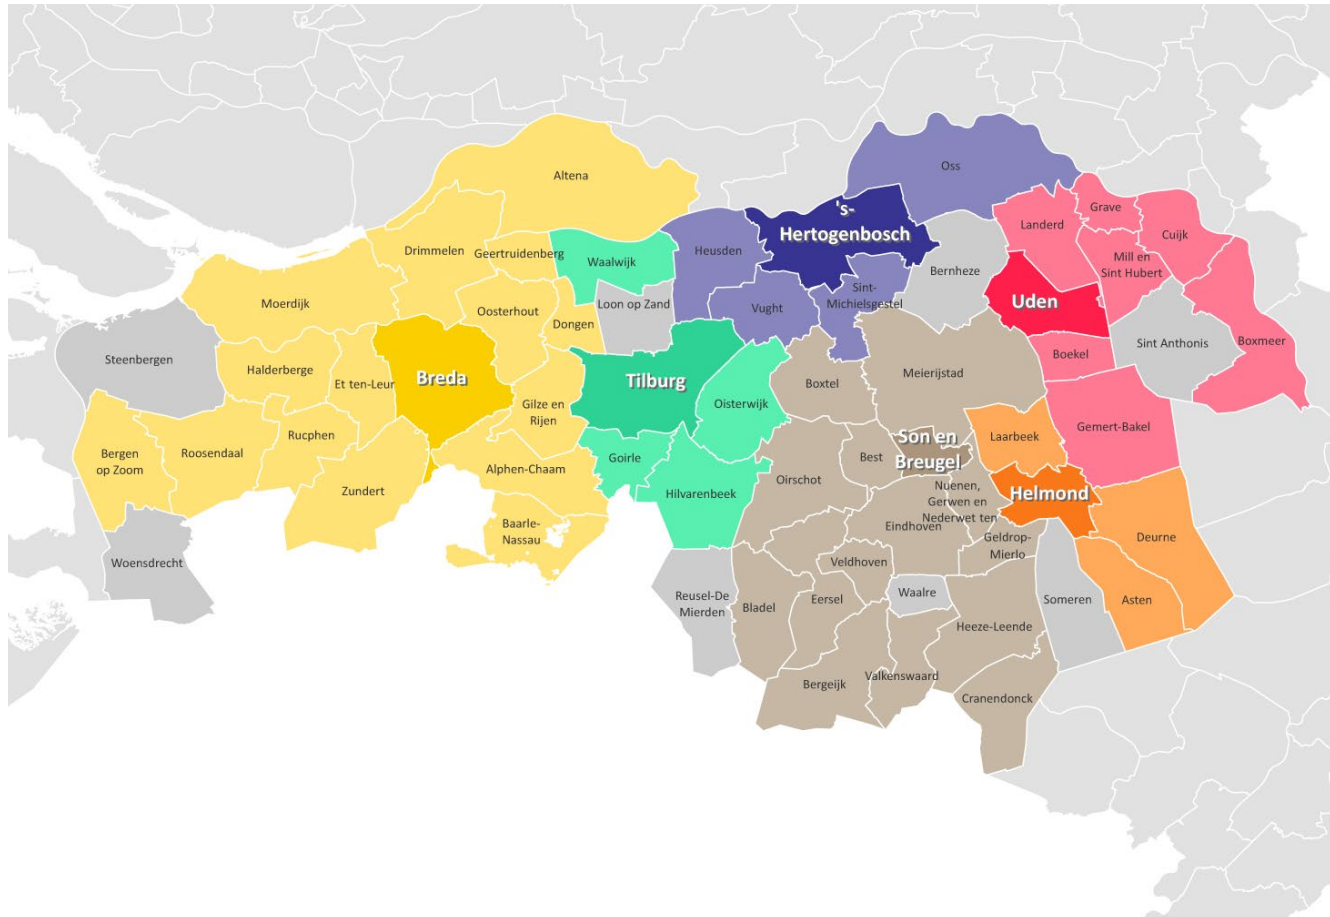 Altena
Oss
's-
Hertogenbosch
Grave
Landerd
Cuijk
Drimmelen
Geertruidenberg
Waalwijk
Heusden
Mill en
Sint Hubert
Bernheze
Sint-
Michielsgestel
Moerdijk
Loon op Zand
Uden
Oosterhout
Vught
Dongen
Steenbergen
Sint Anthonis
Boxmeer
Boekel
Halderberge
Et ten-Leur
Breda
Tilburg
Boxtel
Meierijstad
Oisterwijk
Gilze en
Rijen
Gemert-Bakel
Rucphen
Bergen
op Zoom
Roosendaal
Son en
Breugel
Laarbeek
Goirle
Best
Alphen-Chaam
Oirschot
Zundert
Hilvarenbeek
Nuenen,
Gerwen en
Nederwet ten
Helmond
Baarle-
Nassau
Eindhoven
Geldrop-
Mierlo
Deurne
Woensdrecht
Veldhoven
Reusel-De
Mierden
Bladel
Eersel
Waalre
Someren
Asten
Heeze-Leende
Bergeijk
Valkenswaard
Cranendonck